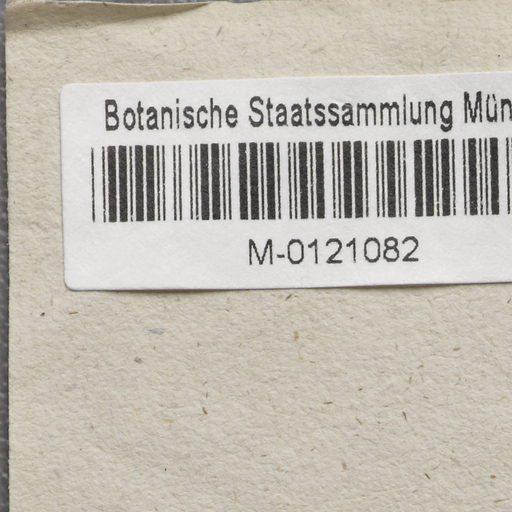 Botanische Staatssammlung Mün
M-0121082